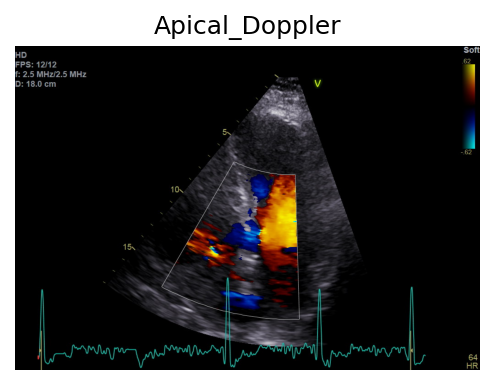 Apical_Doppler
HD
FPS: 12/12
f: 2.5 MHz/2.5 MHz
D: 18.0 cm
Soft
.62
V
5
10
15
-.62
64
HR